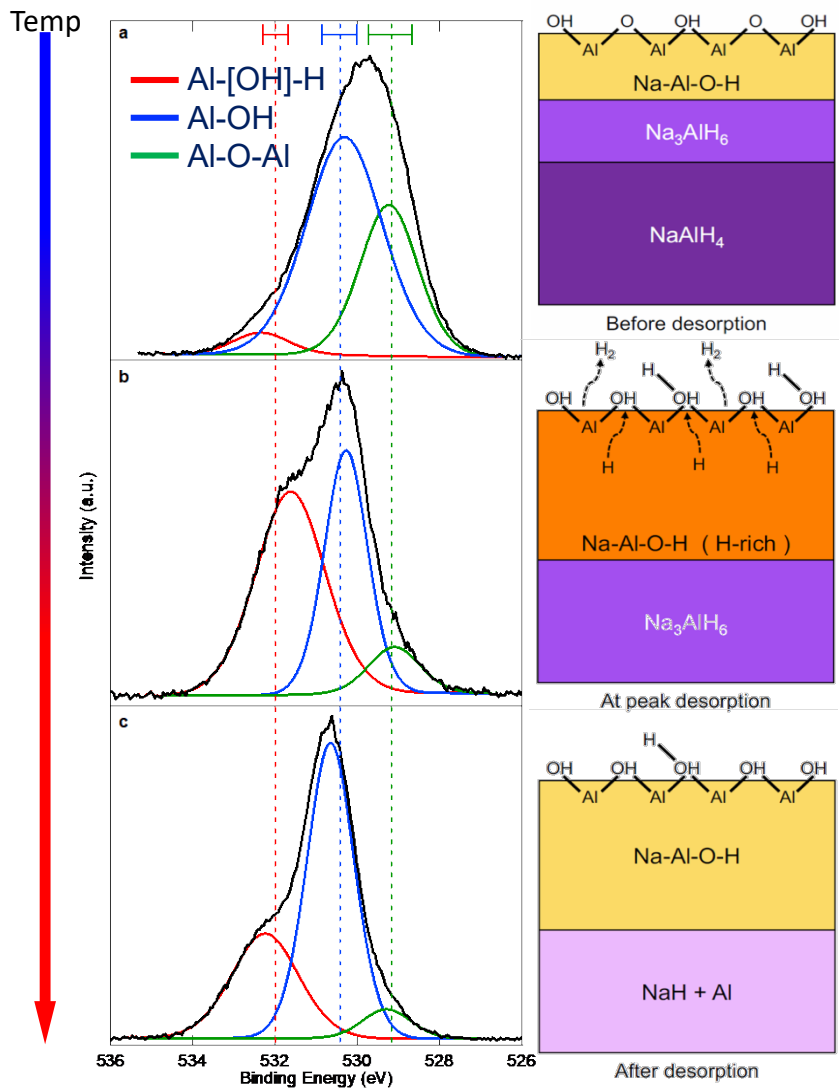 Temp
a
Al-[OH]-H
Al-OH
Al-O-Al
OH O OH O OH
Al Al Al Al
Na-Al-O-H
Na₃AlH₆
NaAlH₄
Before desorption
b
H₂ H₂
H H
OH OH OH OH OH
Al Al Al Al
H H H
Na-Al-O-H ( H-rich )
Na₃AlH₆
At peak desorption
c
H
OH OH OH OH OH
Al Al Al Al
Na-Al-O-H
NaH + Al
After desorption
Intensity (a.u.)
536 534 532 530 528 526
Binding Energy (eV)